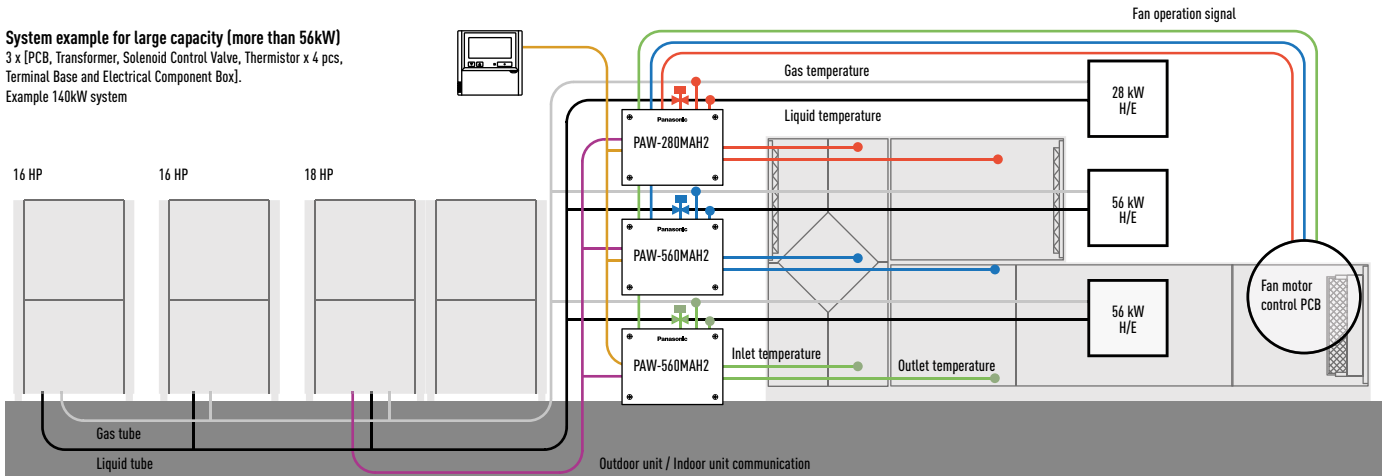 System example for large capacity (more than 56kW)
3 x [PCB, Transformer, Solenoid Control Valve, Thermistor x 4 pcs,
Terminal Base and Electrical Component Box].
Example 140kW system
Fan operation signal
Gas temperature
Liquid temperature
28 kW
H/E
Panasonic
PAW-280MAH2
16 HP
16 HP
18 HP
56 kW
H/E
Panasonic
PAW-560MAH2
Fan motor
control PCB
56 kW
H/E
Panasonic
PAW-560MAH2
Inlet temperature
Outlet temperature
Gas tube
Liquid tube
Outdoor unit / Indoor unit communication